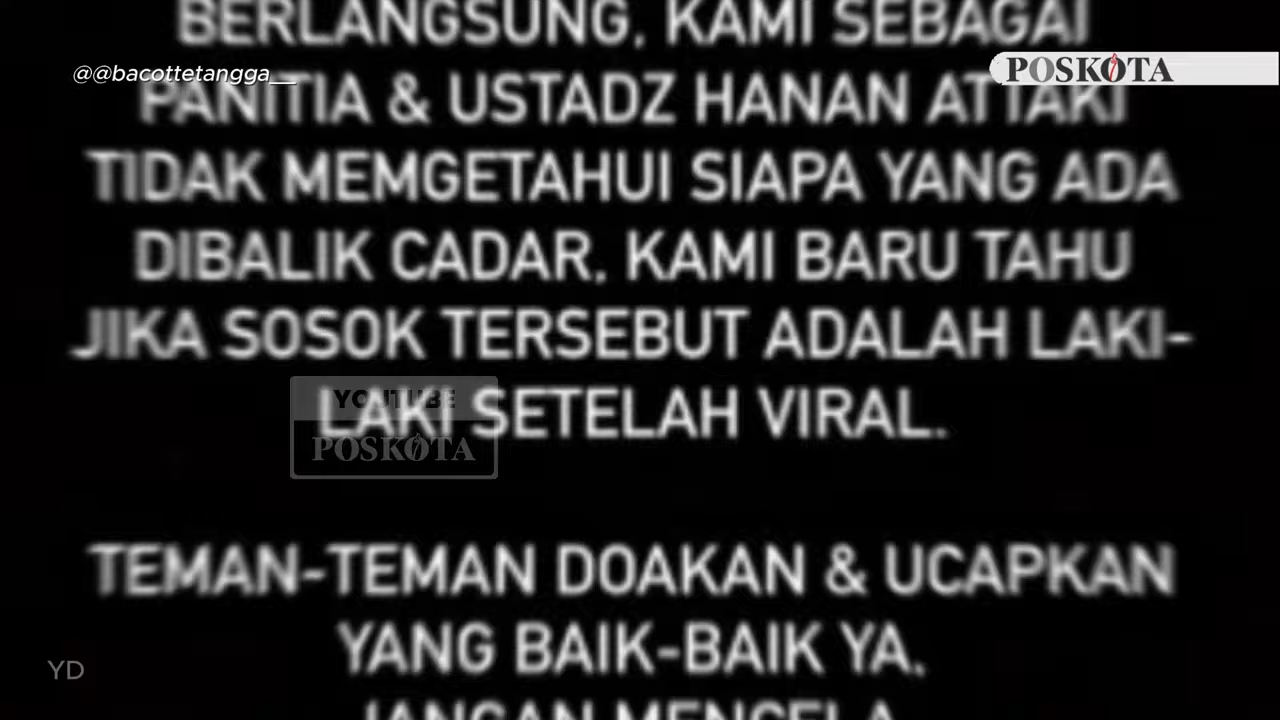 BERLANGSUNG, KAMI SEBAGAI
@@bacottetangga__
POSKOTA
PANITIA & USTADZ HANAN ATTAKI
TIDAK MEMGETAHUI SIAPA YANG ADA
DIBALIK CADAR, KAMI BARU TAHU
JIKA SOSOK TERSEBUT ADALAH LAKI-
LAKI SETELAH VIRAL.
YOUTUBE
POSKOTA
TEMAN-TEMAN DOAKAN & UCAPKAN
YANG BAIK-BAIK YA,
YD
JANGAN MENCELA